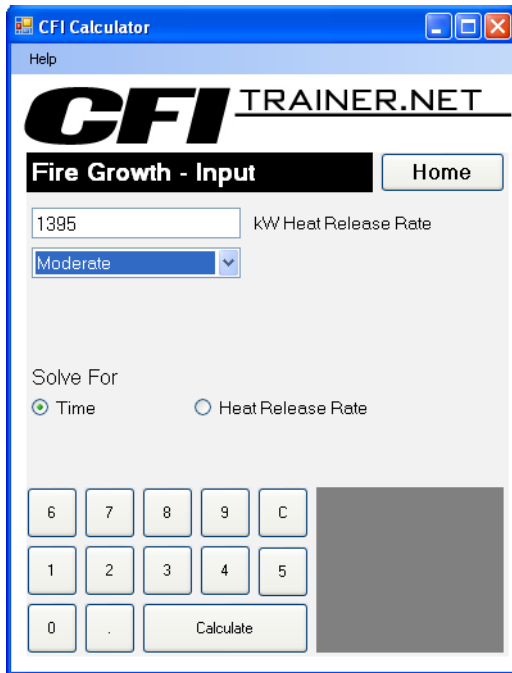 CFI Calculator
Help
CFI TRAINER.NET
Fire Growth - Input Home
1395 kW Heat Release Rate
Moderate
Solve For
Time Heat Release Rate
6 7 8 9 C
1 2 3 4 5
0 . Calculate